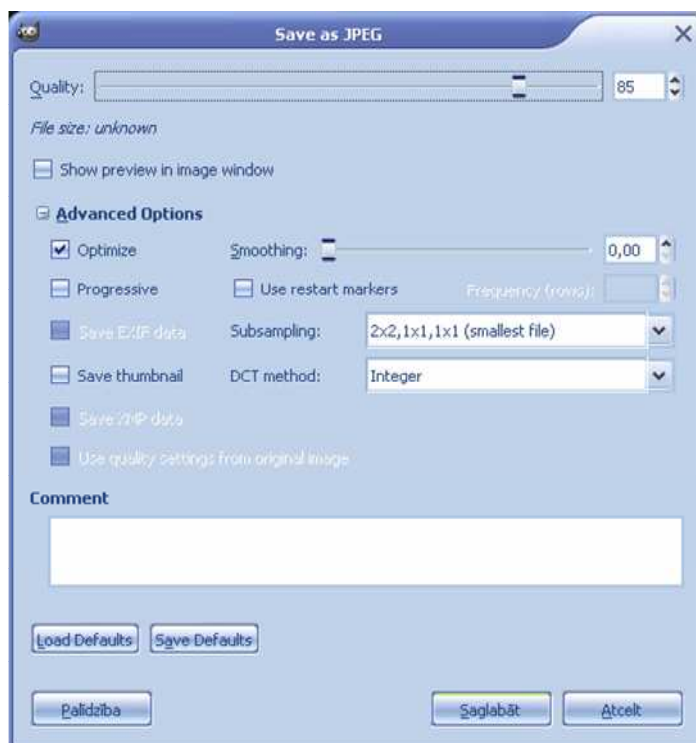 Save as JPEG
Quality: 85
File size: unknown
Show preview in image window
Advanced Options
Optimize Smoothing: 0,00
Progressive Use restart markers Frequency (rows):
Save EXIF data Subsampling: 2x2,1x1,1x1 (smallest file)
Save thumbnail DCT method: Integer
Save XMP data
Use quality settings from original image
Comment
Load Defaults Save Defaults
Palīdzība Saglabāt Atcelt